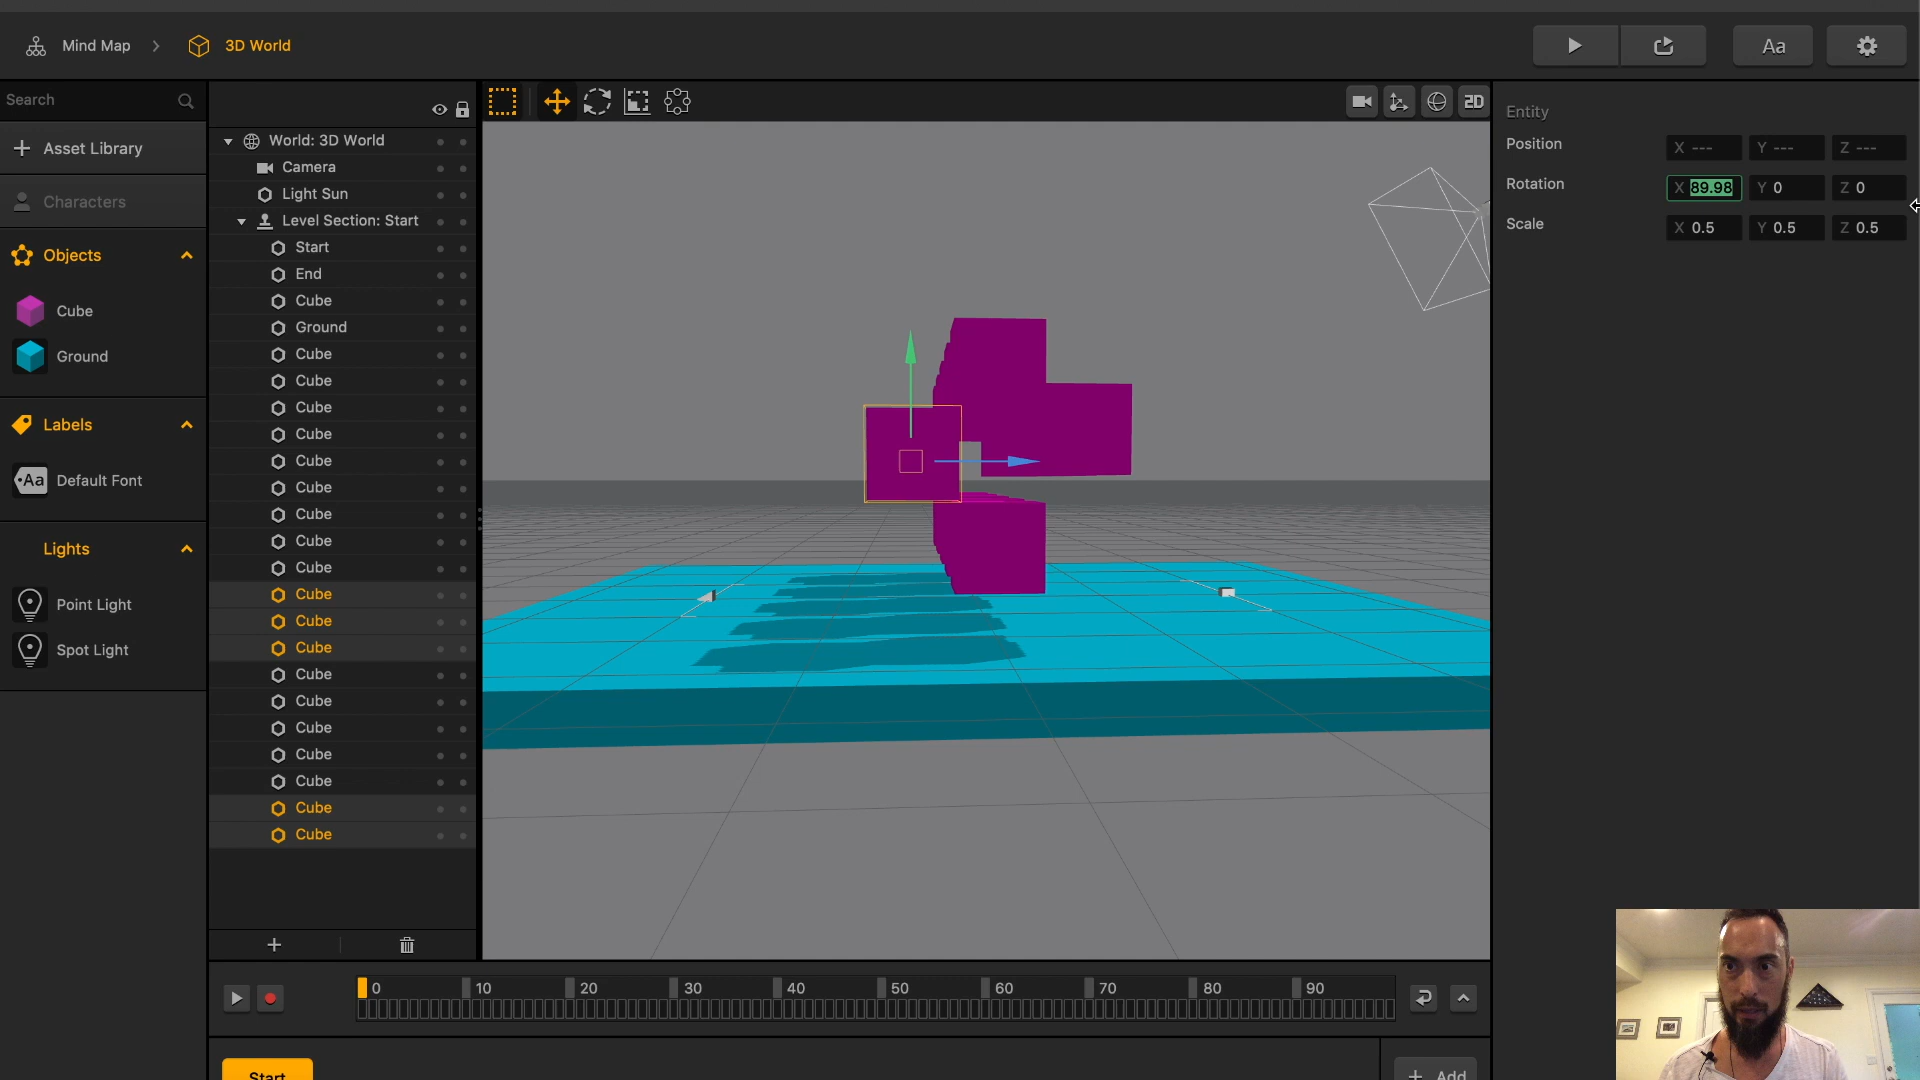 Mind Map
3D World
Aa
Search
2D
Entity
Position
X ---
Y ---
Z ---
World: 3D World
Asset Library
Camera
Rotation
X 89.98
Y 0
Z 0
Light Sun
Characters
Level Section: Start
Scale
X 0.5
Y 0.5
Z 0.5
Objects
Start
End
Cube
Cube
Ground
Ground
Cube
Cube
Cube
Labels
Cube
Cube
Aa Default Font
Cube
Cube
Cube
Lights
Cube
Point Light
Cube
Cube
Spot Light
Cube
Cube
Cube
Cube
Cube
Cube
Cube
Cube
0
10
20
30
40
50
60
70
80
90
Start
Add